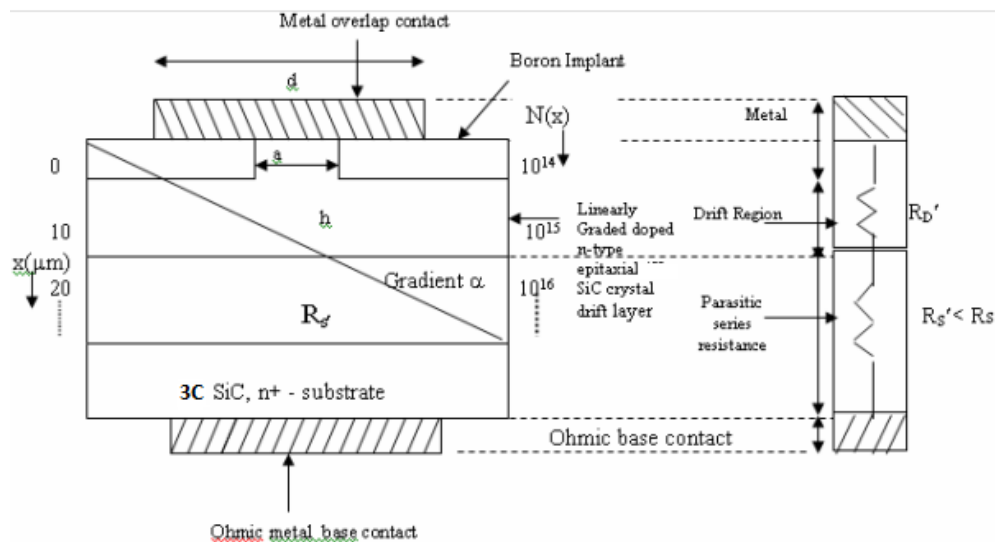 Metal overlap contact
Boron Implant
d
N(x)
Metal
a
0
10¹⁴
h
Linearly
Graded doped
n-type
epitaxial
SiC crystal
drift layer
Drift Region
R_D'
10
10¹⁵
x(μm)
Gradient α
20
10¹⁶
R_s'
Parasitic
series
resistance
R_S' < R_S
3C SiC, n+ - substrate
Ohmic base contact
Ohmic metal base contact